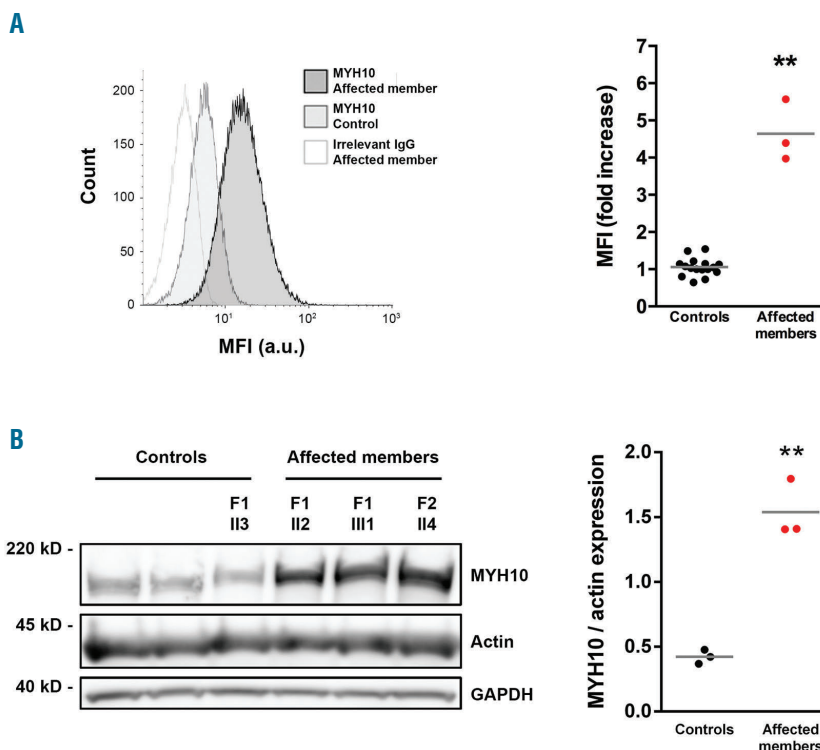 A
MYH10
Affected member
MYH10
Control
Irrelevant IgG
Affected member
Count
200
150
100
50
0
10¹ 10² 10³
MFI (a.u.)
MFI (fold increase)
7
6
5
4
3
2
1
0
**
Controls Affected
members
B
Controls Affected members
F1 F1 F1 F2
II3 II2 III1 II4
220 kD - MYH10
45 kD - Actin
40 kD - GAPDH
MYH10 / actin expression
2.0
1.5
1.0
0.5
0.0
**
Controls Affected
members